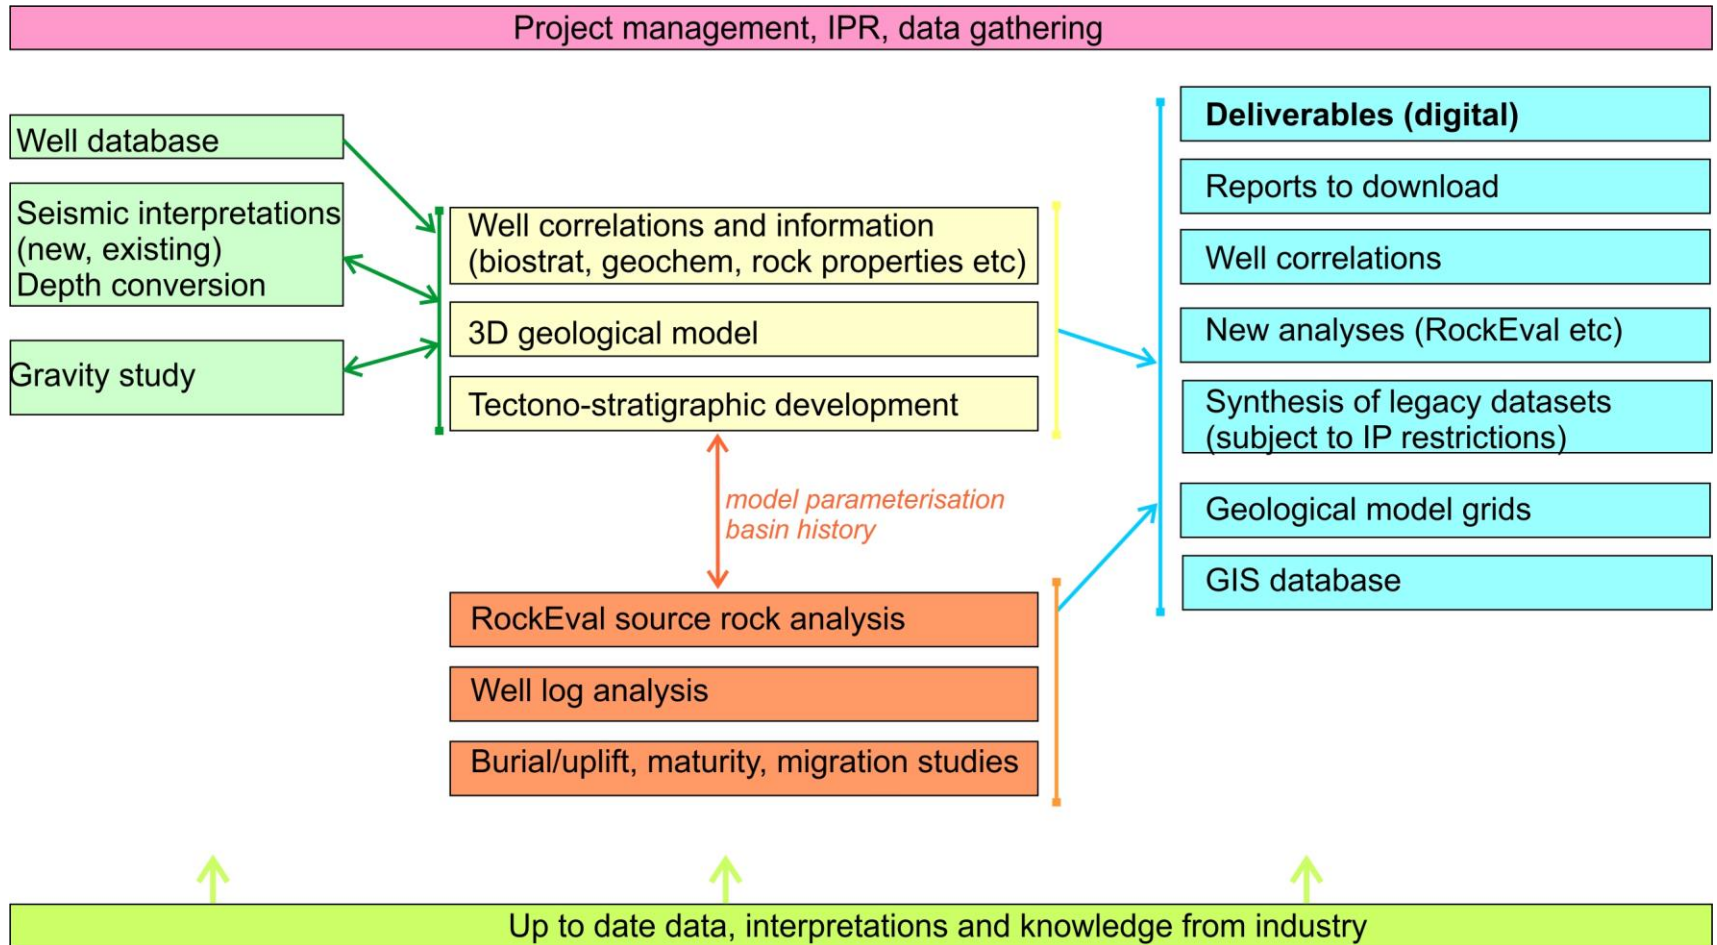 Project management, IPR, data gathering
Well database
Seismic interpretations
(new, existing)
Depth conversion
Gravity study
Well correlations and information
(biostrat, geochem, rock properties etc)
3D geological model
Tectono-stratigraphic development
model parameterisation
basin history
RockEval source rock analysis
Well log analysis
Burial/uplift, maturity, migration studies
Deliverables (digital)
Reports to download
Well correlations
New analyses (RockEval etc)
Synthesis of legacy datasets
(subject to IP restrictions)
Geological model grids
GIS database
Up to date data, interpretations and knowledge from industry